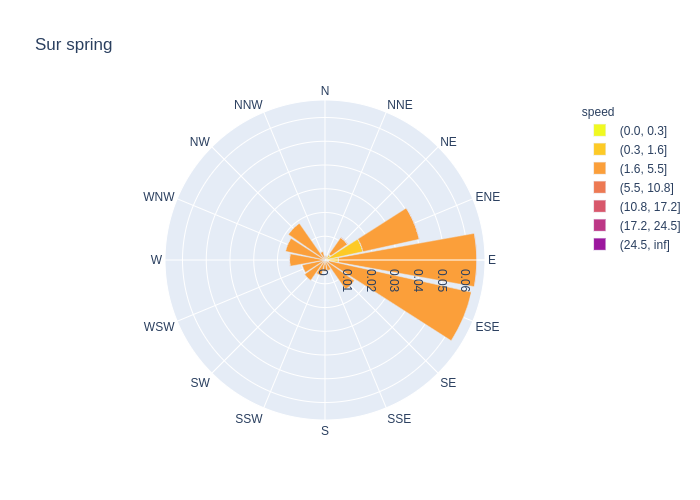 Sur spring
N
NNE
NE
ENE
E
ESE
SE
SSE
S
SSW
SW
WSW
W
WNW
NW
NNW
0
0.01
0.02
0.03
0.04
0.05
0.06
speed
(0.0, 0.3]
(0.3, 1.6]
(1.6, 5.5]
(5.5, 10.8]
(10.8, 17.2]
(17.2, 24.5]
(24.5, inf]